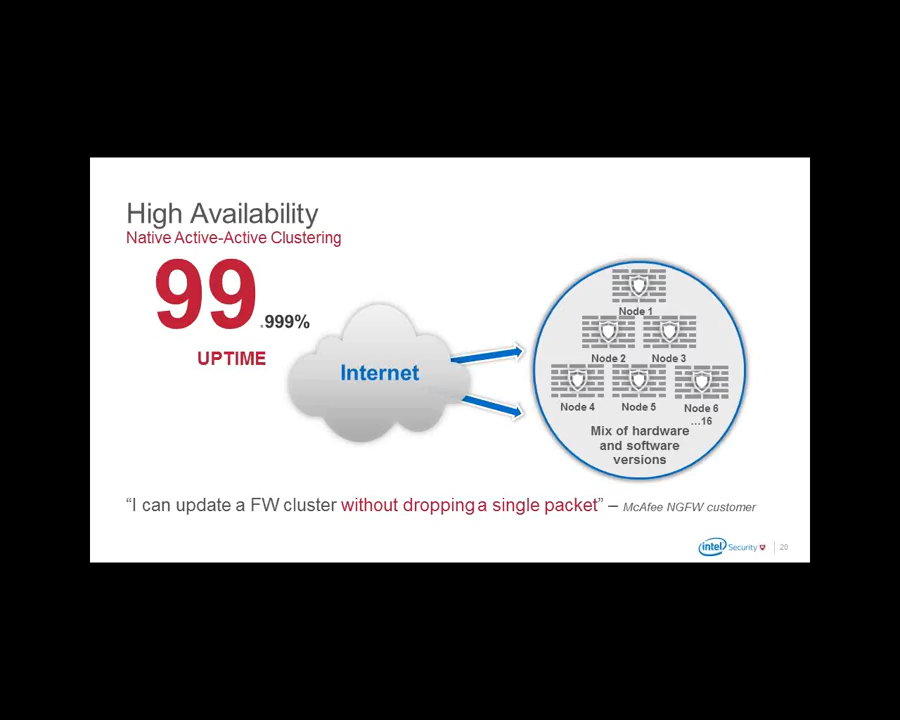 High Availability
Native Active-Active Clustering
99.999%
UPTIME
Internet
Node 1
Node 2
Node 3
Node 4
Node 5
Node 6
...16
Mix of hardware
and software
versions
“I can update a FW cluster without dropping a single packet” – McAfee NGFW customer
intel Security
20